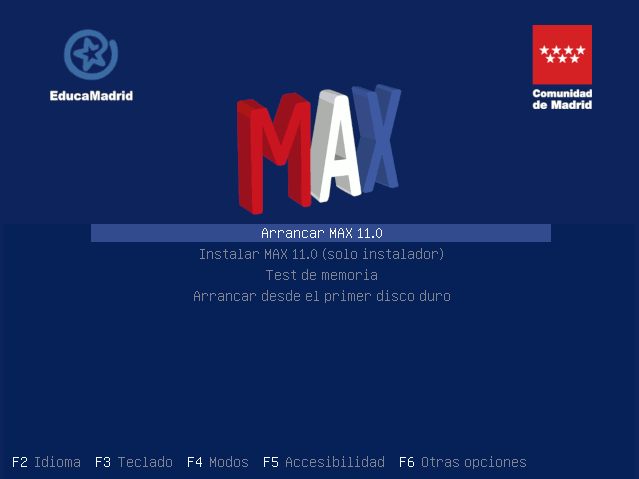 EducaMadrid
Comunidad
de Madrid
MAX
Arrancar MAX 11.0
Instalar MAX 11.0 (solo instalador)
Test de memoria
Arrancar desde el primer disco duro
F2 Idioma F3 Teclado F4 Modos F5 Accesibilidad F6 Otras opciones